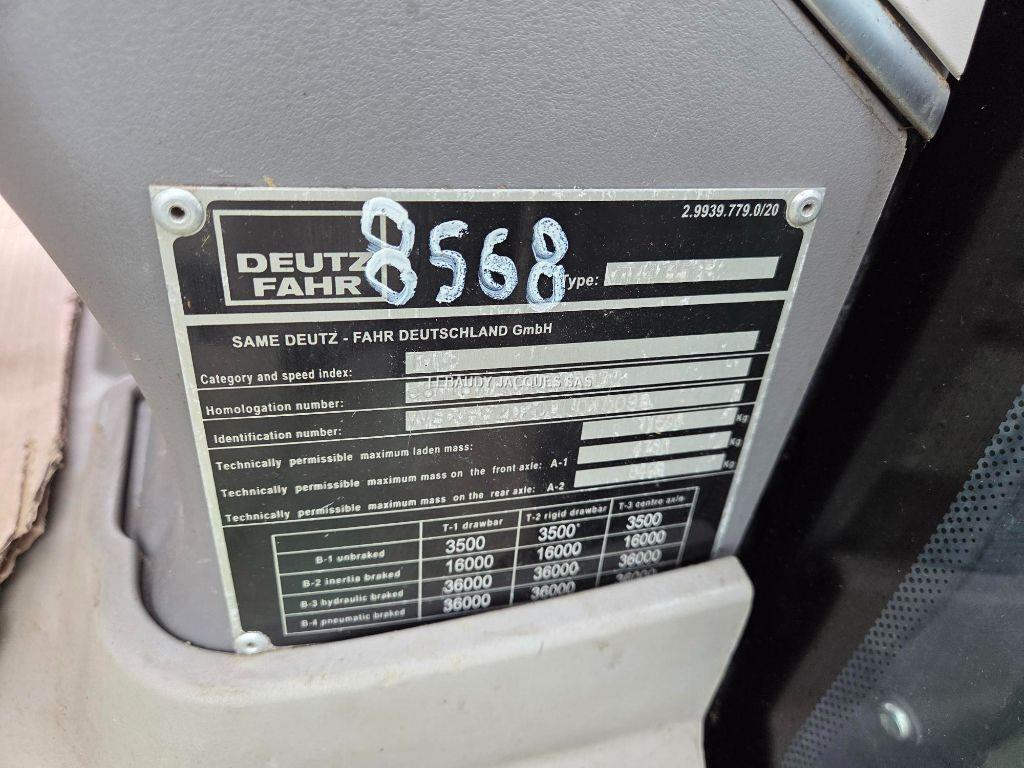 2.9939.779.0/20
DEUTZ
FAHR
8568
Type:
SAME DEUTZ - FAHR DEUTSCHLAND GmbH
Category and speed index:
LEBAUDY JACQUES SAS
Homologation number:
Identification number:
Technically permissible maximum laden mass: Kg
Technically permissible maximum mass on the front axle: A-1 Kg
Technically permissible maximum mass on the rear axle: A-2 Kg
T-1 drawbar T-2 rigid drawbar T-3 centre axle
B-1 unbraked 3500 3500 3500
B-2 inertia braked 16000 16000 16000
B-3 hydraulic braked 36000 36000 36000
B-4 pneumatic braked 36000 36000 36000